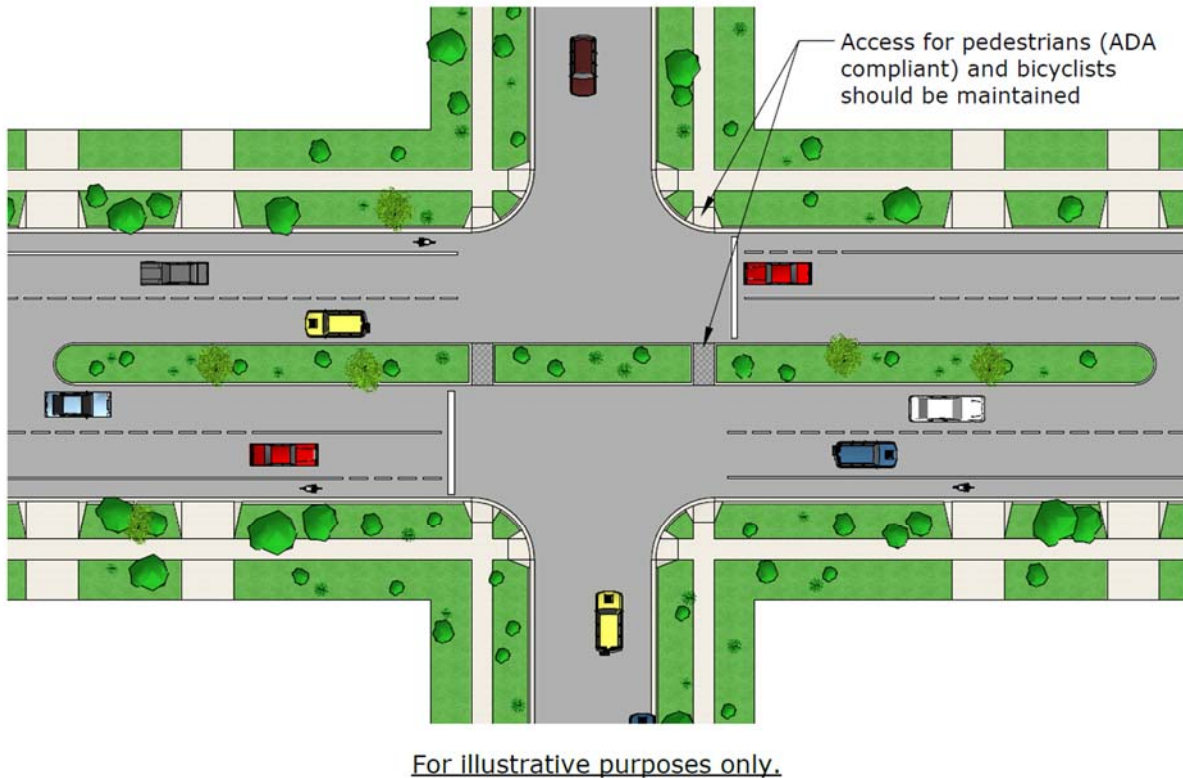 Access for pedestrians (ADA
compliant) and bicyclists
should be maintained
For illustrative purposes only.